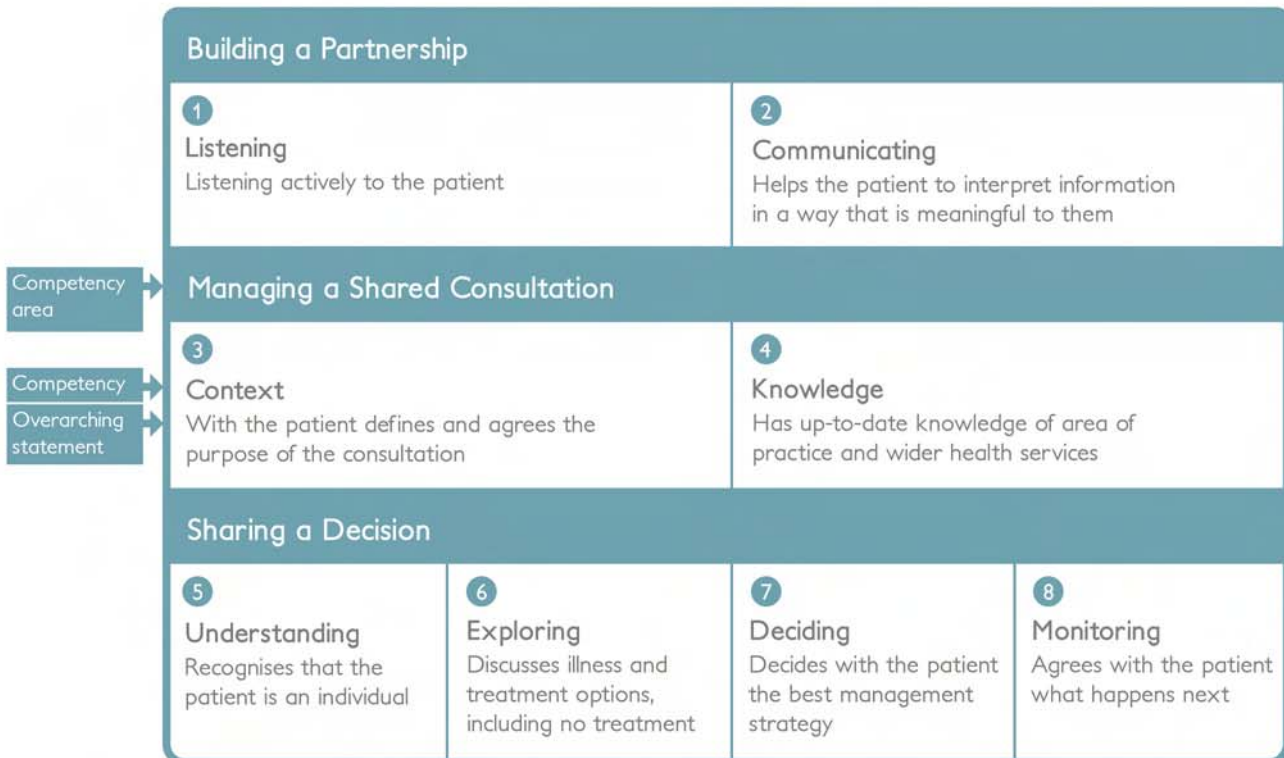 Building a Partnership
1
Listening
Listening actively to the patient
2
Communicating
Helps the patient to interpret information
in a way that is meaningful to them
Competency
area
Managing a Shared Consultation
Competency
Overarching
statement
3
Context
With the patient defines and agrees the
purpose of the consultation
4
Knowledge
Has up-to-date knowledge of area of
practice and wider health services
Sharing a Decision
5
Understanding
Recognises that the
patient is an individual
6
Exploring
Discusses illness and
treatment options,
including no treatment
7
Deciding
Decides with the patient
the best management
strategy
8
Monitoring
Agrees with the patient
what happens next